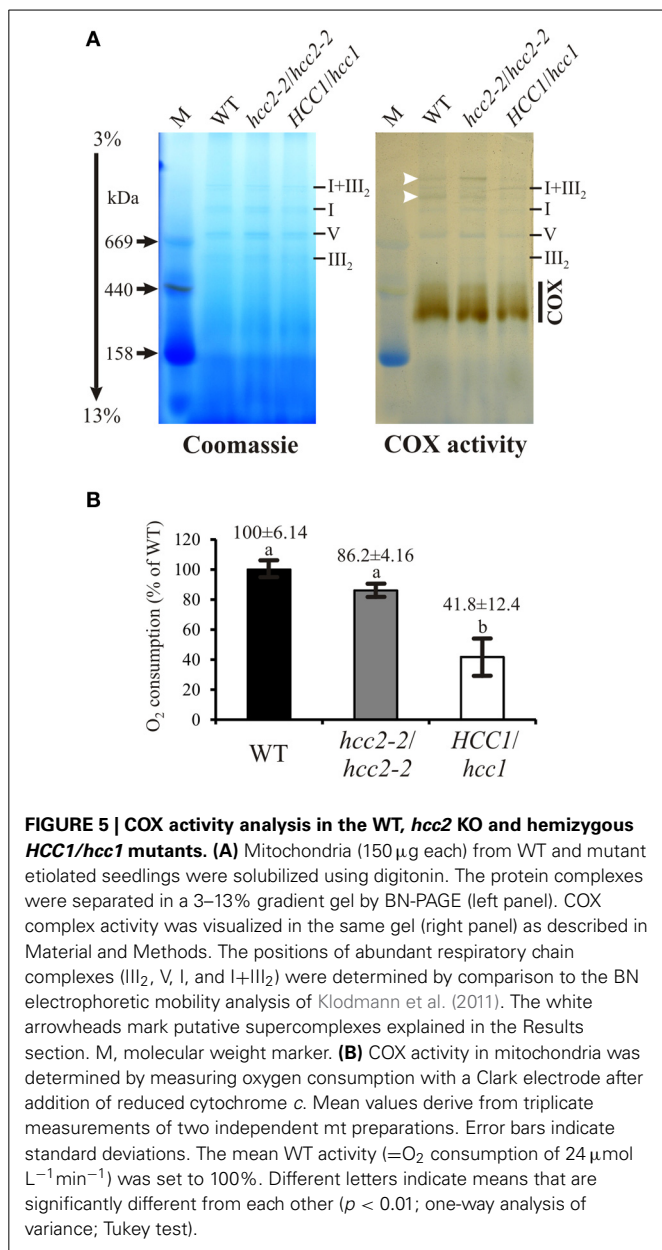 A
M
WT
hcc2-2/hcc2-2
HCC1/hcc1
M
WT
hcc2-2/hcc2-2
HCC1/hcc1
3%
kDa
669
440
158
13%
I+III₂
I
V
III₂
I+III₂
I
V
III₂
COX
Coomassie
COX activity
B
O₂ consumption (% of WT)
120
100
80
60
40
20
0
100±6.14
a
86.2±4.16
a
41.8±12.4
b
WT
hcc2-2/
hcc2-2
HCC1/
hcc1
FIGURE 5 | COX activity analysis in the WT, hcc2 KO and hemizygous
HCC1/hcc1 mutants. (A) Mitochondria (150 μg each) from WT and mutant
etiolated seedlings were solubilized using digitonin. The protein complexes
were separated in a 3–13% gradient gel by BN-PAGE (left panel). COX
complex activity was visualized in the same gel (right panel) as described in
Material and Methods. The positions of abundant respiratory chain
complexes (III₂, V, I, and I+III₂) were determined by comparison to the BN
electrophoretic mobility analysis of Klodmann et al. (2011). The white
arrowheads mark putative supercomplexes explained in the Results
section. M, molecular weight marker. (B) COX activity in mitochondria was
determined by measuring oxygen consumption with a Clark electrode after
addition of reduced cytochrome c. Mean values derive from triplicate
measurements of two independent mt preparations. Error bars indicate
standard deviations. The mean WT activity (=O₂ consumption of 24 μmol
L⁻¹min⁻¹) was set to 100%. Different letters indicate means that are
significantly different from each other (p < 0.01; one-way analysis of
variance; Tukey test).